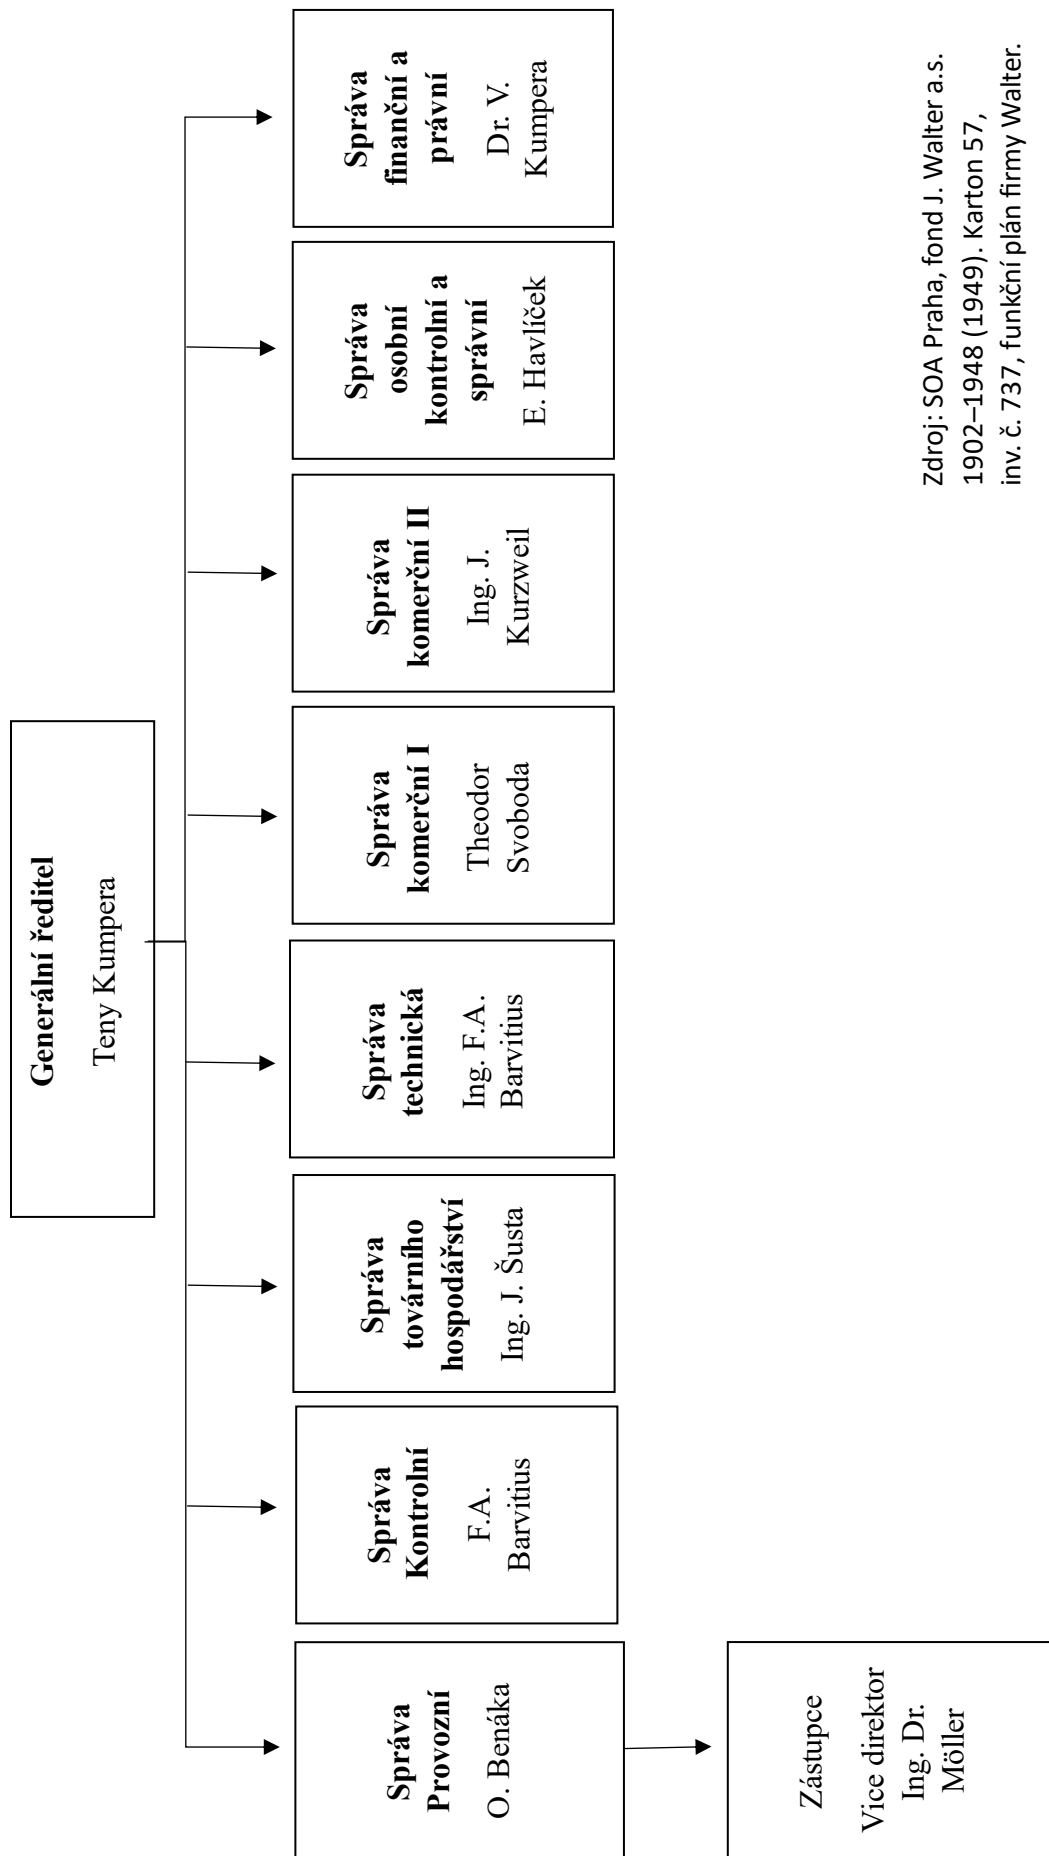 Generální ředitel
Teny Kumpera
Správa
Provozní
O. Benáka
Správa
Kontrolní
F.A.
Barvitius
Správa
továrního
hospodářství
Ing. J. Šusta
Správa
technická
Ing. F.A.
Barvitius
Správa
komerční I
Theodor
Svoboda
Správa
komerční II
Ing. J.
Kurzweil
Správa
osobní
kontrolní a
správní
E. Havlíček
Správa
finanční a
právní
Dr. V.
Kumpera
Zástupce
Vice direktor
Ing. Dr.
Möller
Zdroj: SOA Praha, fond J. Walter a.s.
1902–1948 (1949). Karton 57,
inv. č. 737, funkční plán firmy Walter.